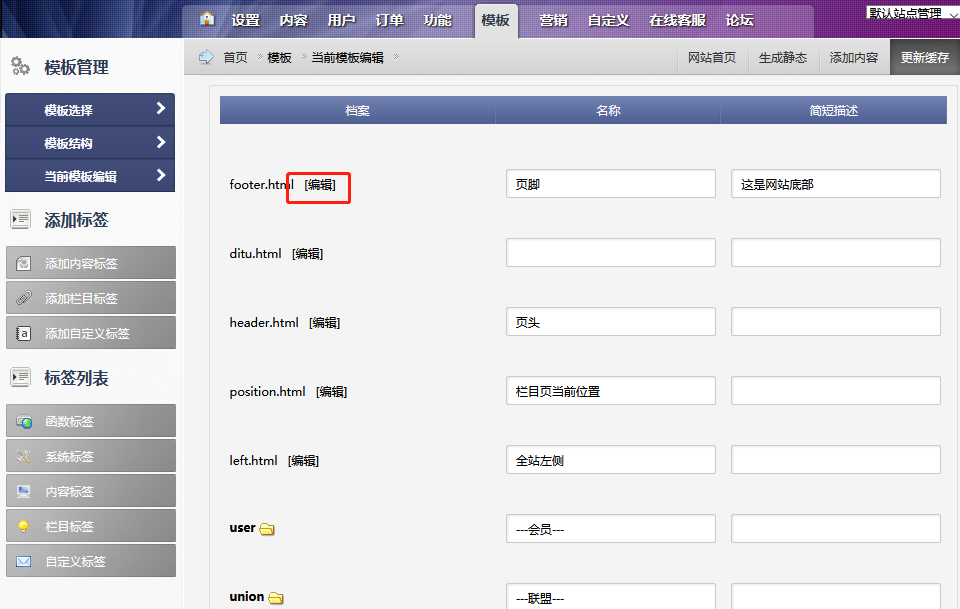 设置 内容 用户 订单 功能 模板 营销 自定义 在线客服 论坛 默认站点管理
首页 模板 当前模板编辑 网站首页 生成静态 添加内容 更新缓存
模板管理
模板选择
模板结构
当前模板编辑
添加标签
添加内容标签
添加栏目标签
添加自定义标签
标签列表
函数标签
系统标签
内容标签
栏目标签
自定义标签
档案 名称 简短描述
footer.html [编辑] 页脚 这是网站底部
ditu.html [编辑]
header.html [编辑] 页头
position.html [编辑] 栏目页当前位置
left.html [编辑] 全站左侧
user ---会员---
union ---联盟---